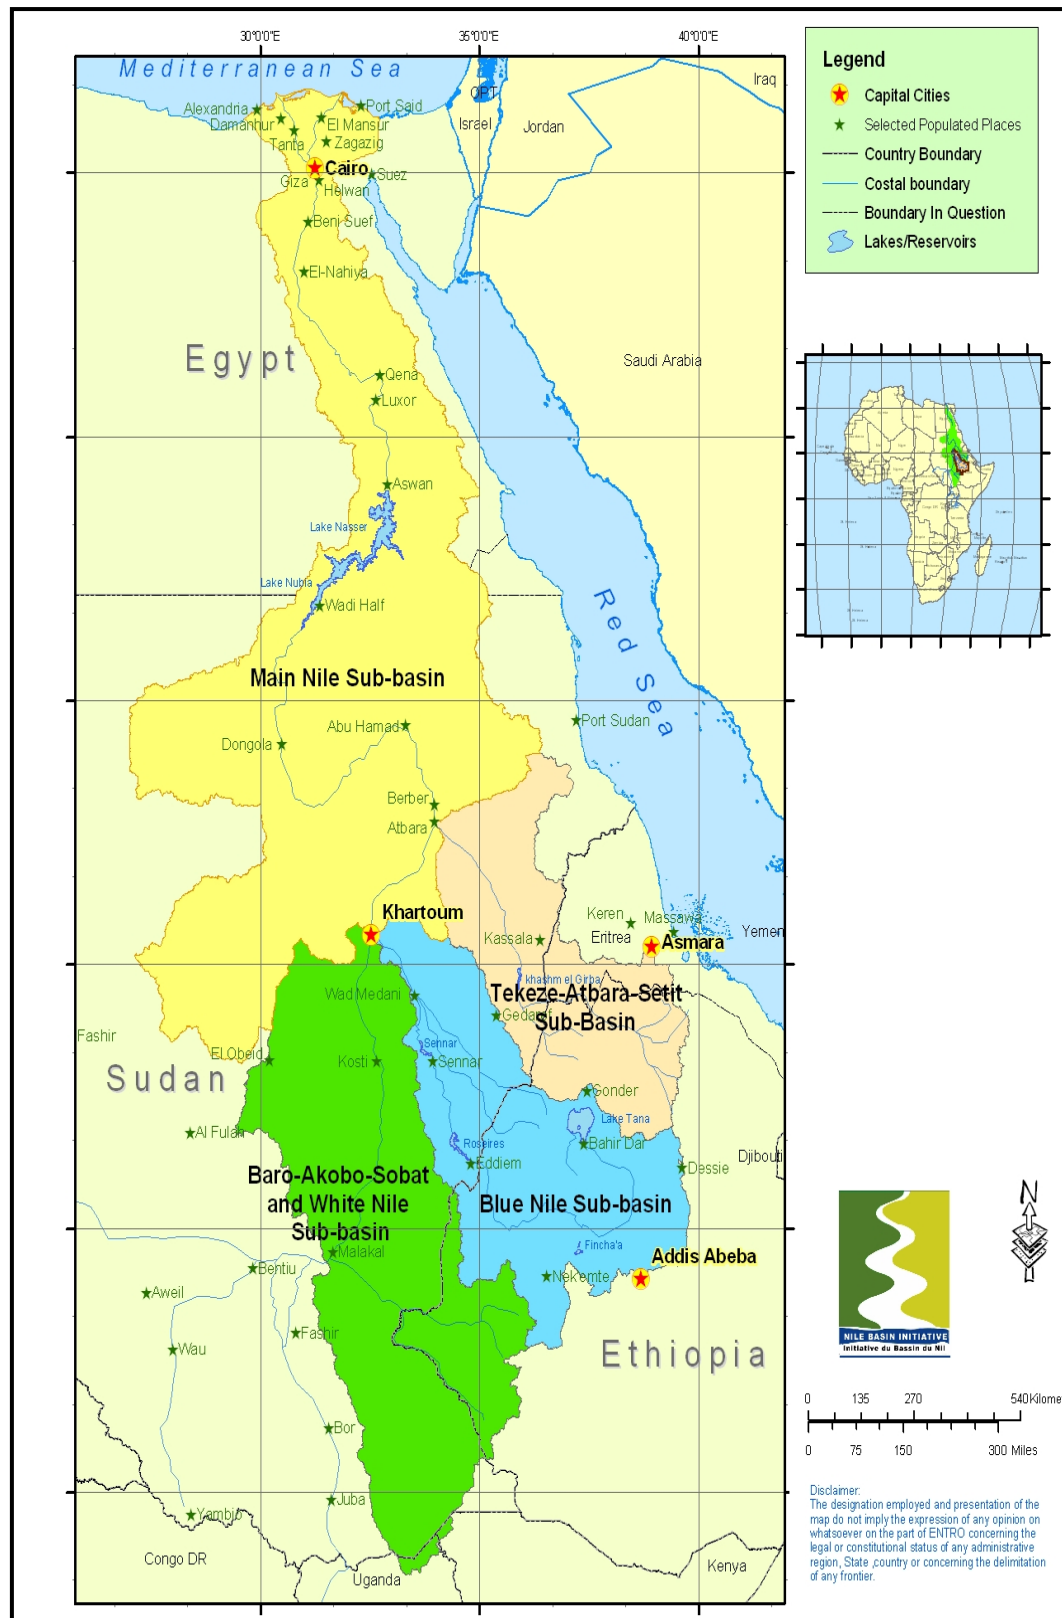 30°0'0"E
35°0'0"E
40°0'0"E
Mediterranean Sea
Iraq
OPT
Alexandria
Port Said
Damanhur
El Mansur
Israel
Jordan
Tanta
Zagazig
Cairo
Suez
Giza
Helwan
Beni Suef
El-Nahiya
Egypt
Saudi Arabia
Qena
Luxor
Aswan
Lake Nasser
Lake Nubia
Wadi Half
Red Sea
Main Nile Sub-basin
Port Sudan
Abu Hamad
Dongola
Berber
Atbara
Khartoum
Keren
Massawa
Kassala
Eritrea
Asmara
Yemen
khashm el Girba
Tekeze-Atbara-Setit
Sub-Basin
Wad Medani
Gedaref
Fashir
Sennar
El Obeid
Kosti
Sennar
Sudan
Gonder
Lake Tana
Al Fulah
Roseires
Bahir Dar
Djibouti
Eddiem
Dessie
Baro-Akobo-Sobat
and White Nile
Sub-basin
Blue Nile Sub-basin
Malakal
Fincha'a
Addis Abeba
Bentiu
Nek'emte
Aweil
Fashir
Wau
Ethiopia
Bor
Juba
Yambio
Congo DR
Uganda
Kenya
Legend
Capital Cities
Selected Populated Places
Country Boundary
Costal boundary
Boundary In Question
Lakes/Reservoirs
N
NILE BASIN INITIATIVE
Initiative du Bassin du Nil
0 135 270 540 Kilome
0 75 150 300 Miles
Disclaimer:
The designation employed and presentation of the
map do not imply the expression of any opinion on
whatsoever on the part of ENTRO concerning the
legal or constitutional status of any administrative
region, State ,country or concerning the delimitation
of any frontier.